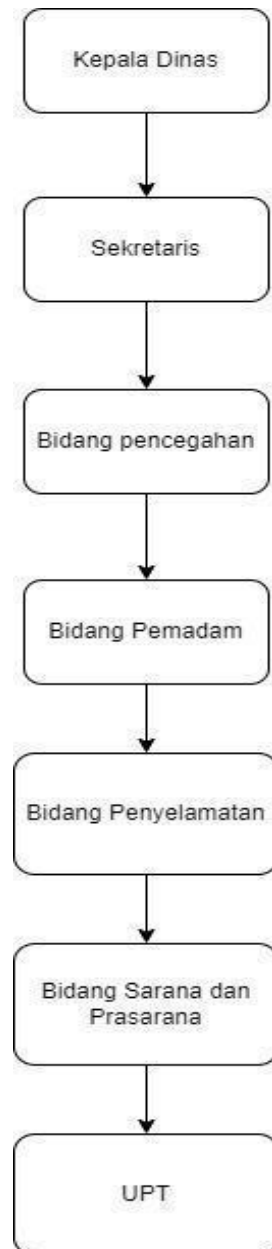 Kepala Dinas
Sekretaris
Bidang pencegahan
Bidang Pemadam
Bidang Penyelamatan
Bidang Sarana dan
Prasarana
UPT